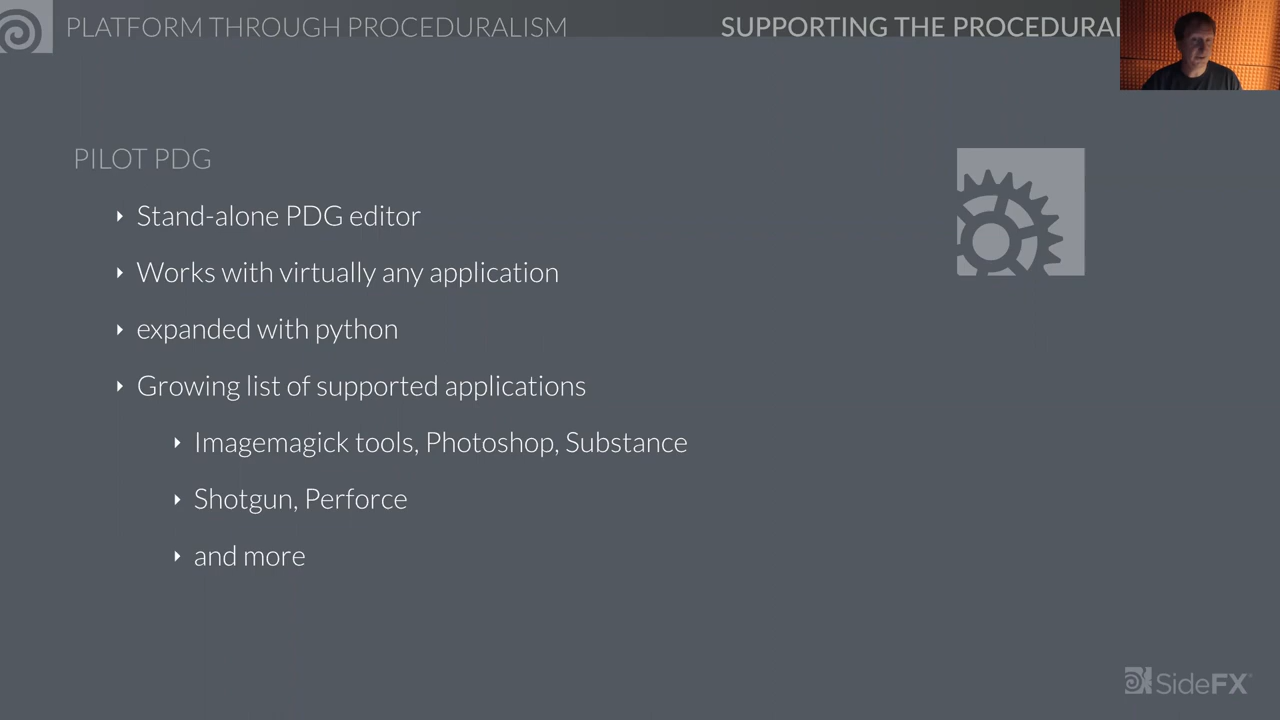 PLATFORM THROUGH PROCEDURALISM
SUPPORTING THE PROCEDURAL
PILOT PDG
Stand-alone PDG editor
Works with virtually any application
expanded with python
Growing list of supported applications
Imagemagick tools, Photoshop, Substance
Shotgun, Perforce
and more
SideFX